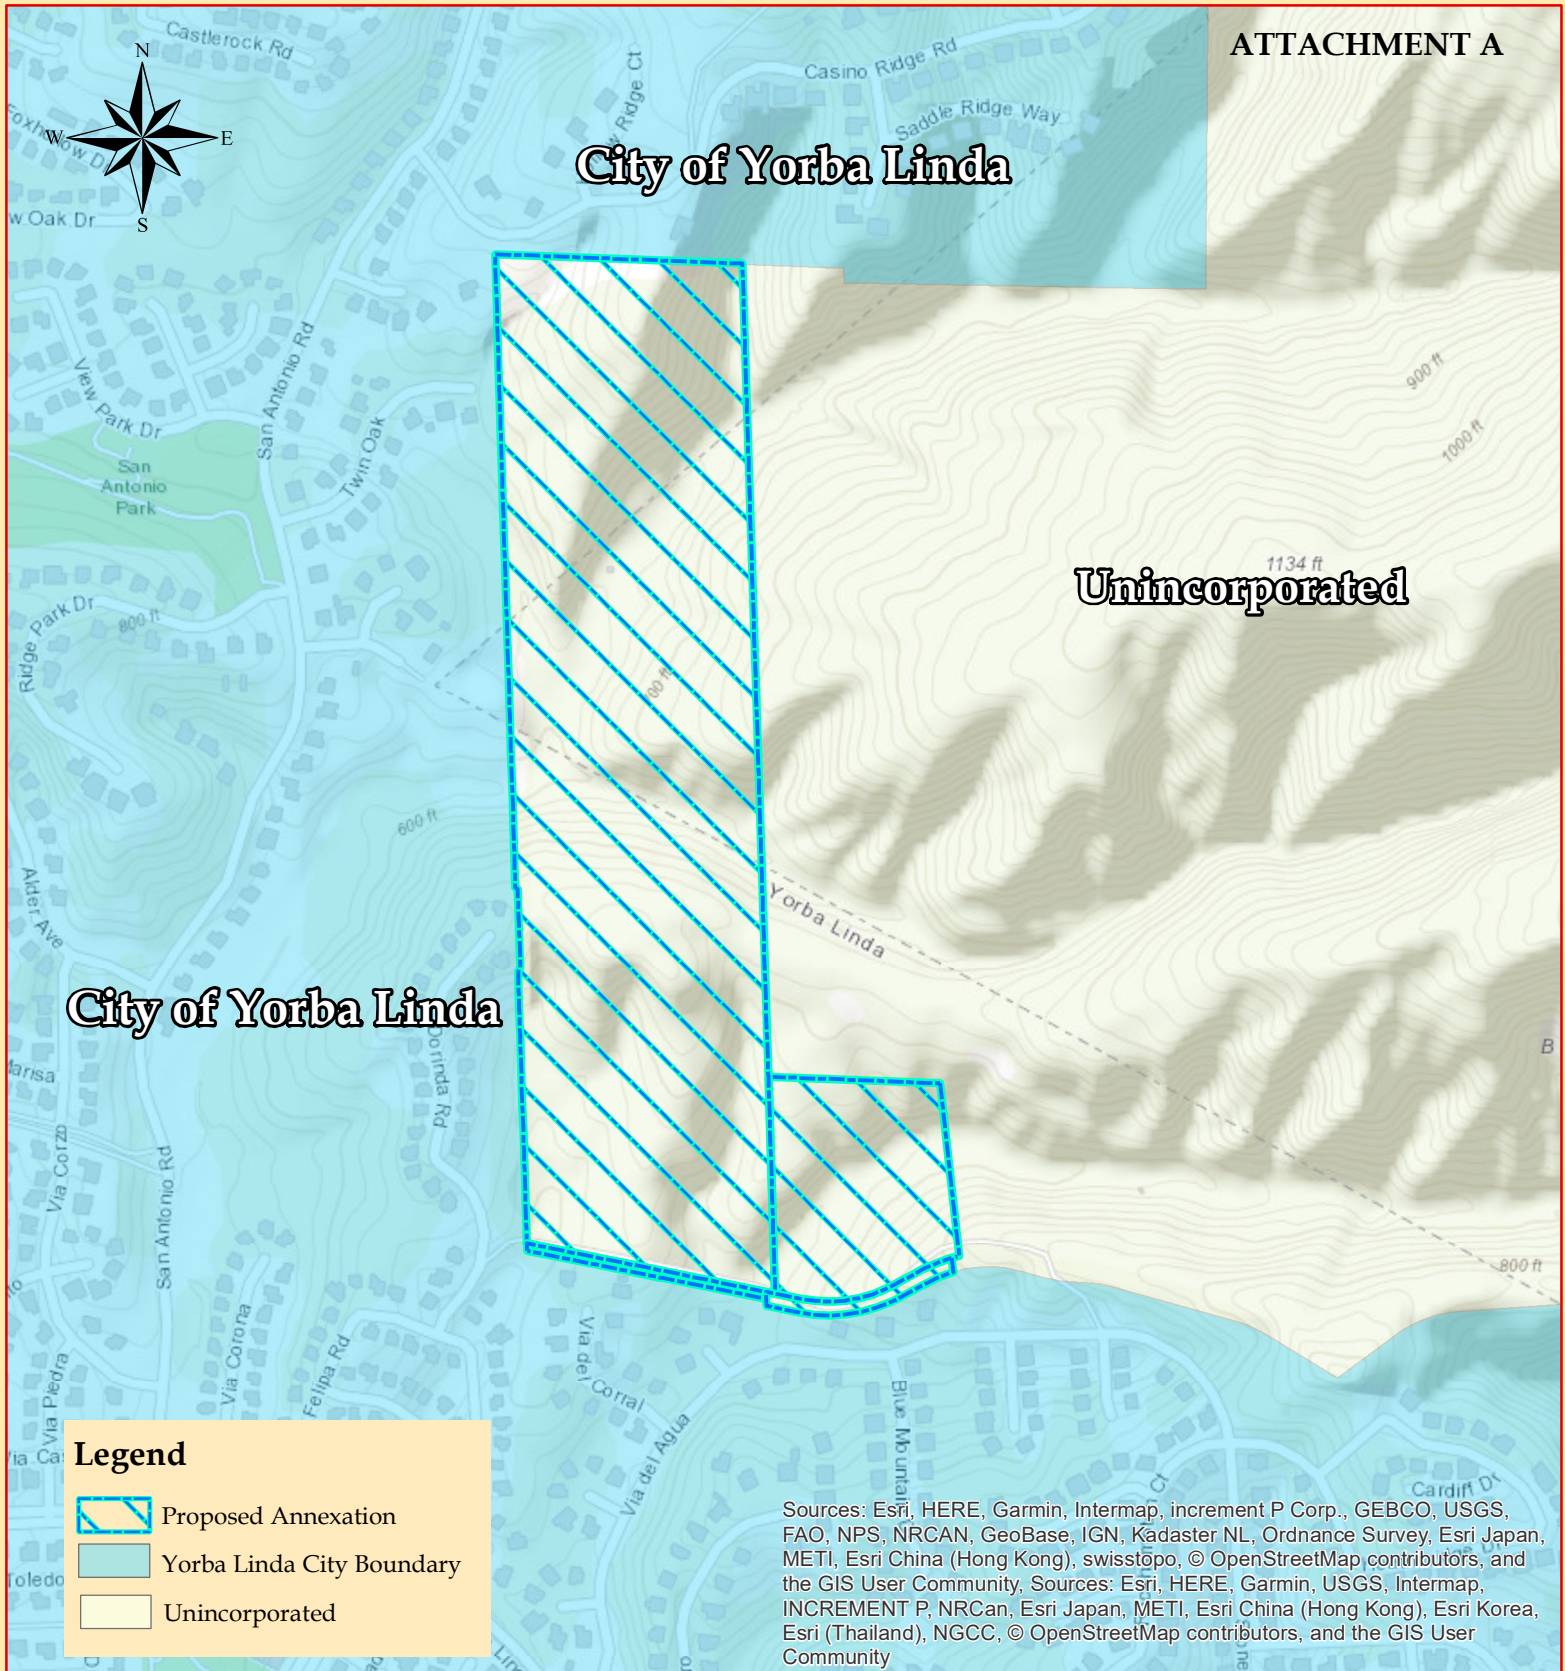 ATTACHMENT A
Castlerock Rd
N
W
E
S
w Oak Dr
Casino Ridge Rd
Saddle Ridge Way
City of Yorba Linda
View Park Dr
San Antonio Rd
Twin Oak
San
Antonio
Park
900 ft
1000 ft
1134 ft
Unincorporated
Ridge Park Dr
800 ft
00 ft
600 ft
Alder Ave
Yorba Linda
City of Yorba Linda
Dorinda Rd
B
Marisa
Via Corzo
San Antonio Rd
800 ft
Via Corona
Felipa Rd
Via Piedra
Via del Corral
Via del Agua
Blue Mountain
Ct
Cardiff Dr
Toledo
Legend
Proposed Annexation
Yorba Linda City Boundary
Unincorporated
Sources: Esri, HERE, Garmin, Intermap, increment P Corp., GEBCO, USGS,
FAO, NPS, NRCAN, GeoBase, IGN, Kadaster NL, Ordnance Survey, Esri Japan,
METI, Esri China (Hong Kong), swisstopo, © OpenStreetMap contributors, and
the GIS User Community, Sources: Esri, HERE, Garmin, USGS, Intermap,
INCREMENT P, NRCan, Esri Japan, METI, Esri China (Hong Kong), Esri Korea,
Esri (Thailand), NGCC, © OpenStreetMap contributors, and the GIS User
Community